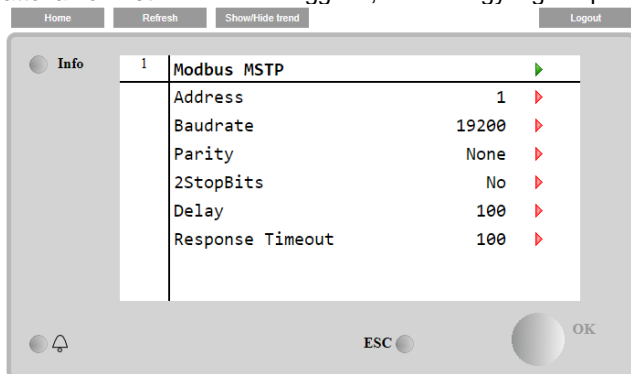 Home Refresh Show/Hide trend Logout
Info 1 Modbus MSTP
Address 1
Baudrate 19200
Parity None
2StopBits No
Delay 100
Response Timeout 100
ESC OK